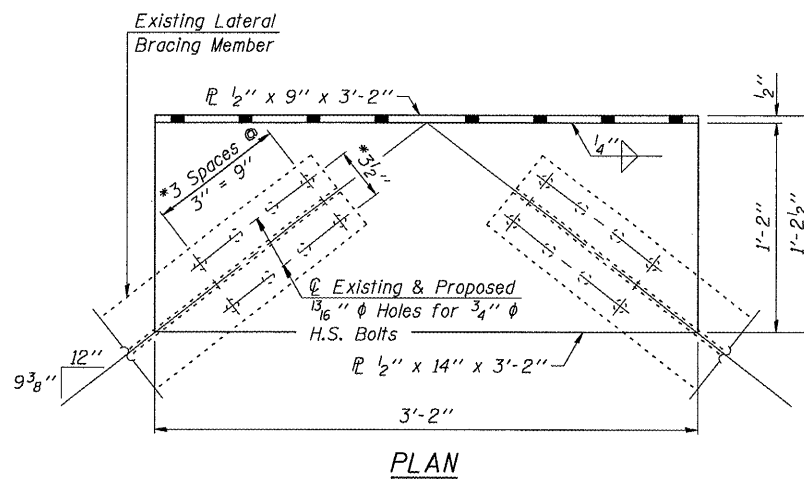 Existing Lateral
Bracing Member
℄ 1/2" x 9" x 3'-2"
1/2"
*3 Spaces @
3" = 9"
*3 1/2"
1/4"
1'-2"
1'-2 1/2"
℄ Existing & Proposed
13/16" φ Holes for 3/4" φ
H.S. Bolts
12"
9 3/8"
℄ 1/2" x 14" x 3'-2"
3'-2"
PLAN